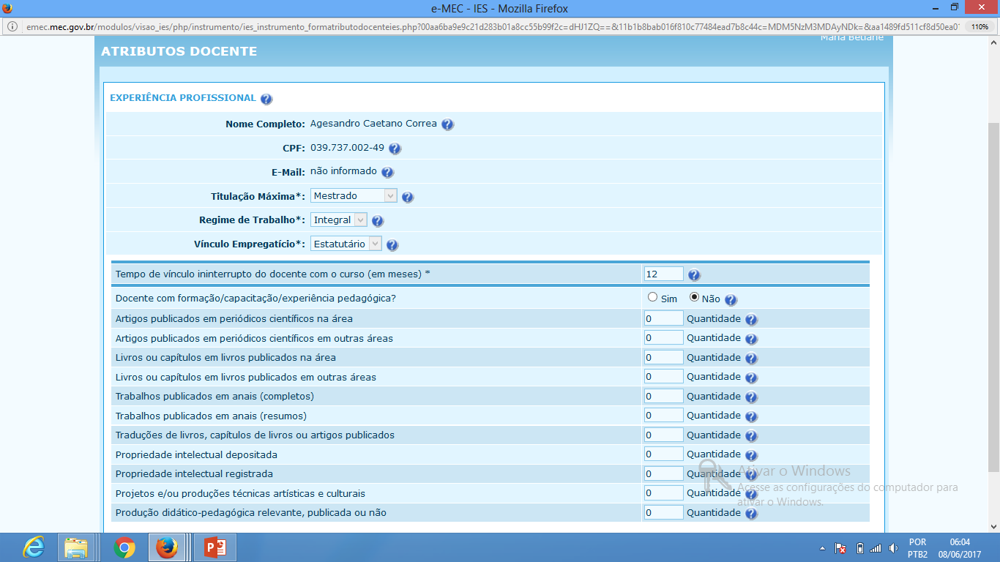 e-MEC - IES - Mozilla Firefox
emec.mec.gov.br/modulos/visao_ies/php/instrumento/ies_instrumento_formatributodocenteies.php?00aa6ba9e9c21d283b01a8cc55b99f2c=dHJ1ZQ==&11b1b8bab016f810c77484ead7b8c44c=MDM5NzM3MDAyNDk=&aa1489fd511cf8d50ea01 110%
Maria Betiane
ATRIBUTOS DOCENTE
EXPERIÊNCIA PROFISSIONAL ?
Nome Completo: Agesandro Caetano Correa ?
CPF: 039.737.002-49 ?
E-Mail: não informado ?
Titulação Máxima*: Mestrado ?
Regime de Trabalho*: Integral ?
Vínculo Empregatício*: Estatutário ?
Tempo de vínculo ininterrupto do docente com o curso (em meses) * 12 ?
Docente com formação/capacitação/experiência pedagógica? Sim Não ?
Artigos publicados em periódicos científicos na área 0 Quantidade ?
Artigos publicados em periódicos científicos em outras áreas 0 Quantidade ?
Livros ou capítulos em livros publicados na área 0 Quantidade ?
Livros ou capítulos em livros publicados em outras áreas 0 Quantidade ?
Trabalhos publicados em anais (completos) 0 Quantidade ?
Trabalhos publicados em anais (resumos) 0 Quantidade ?
Traduções de livros, capítulos de livros ou artigos publicados 0 Quantidade ?
Propriedade intelectual depositada 0 Quantidade ?
Propriedade intelectual registrada 0 Quantidade ?
Projetos e/ou produções técnicas artísticas e culturais 0 Quantidade ?
Produção didático-pedagógica relevante, publicada ou não 0 Quantidade ?
Ativar o Windows
Acesse as configurações do computador para
ativar o Windows.
POR 06:04
PTB2 08/06/2017